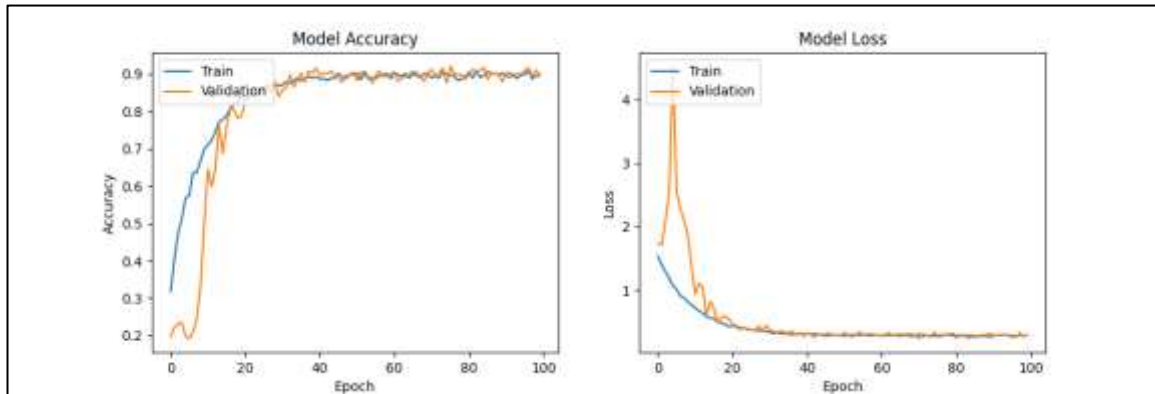 Model Accuracy
Train
Validation
0.9
0.8
0.7
0.6
0.5
0.4
0.3
0.2
Accuracy
0
20
40
60
80
100
Epoch
Model Loss
Train
Validation
4
3
2
1
Loss
0
20
40
60
80
100
Epoch